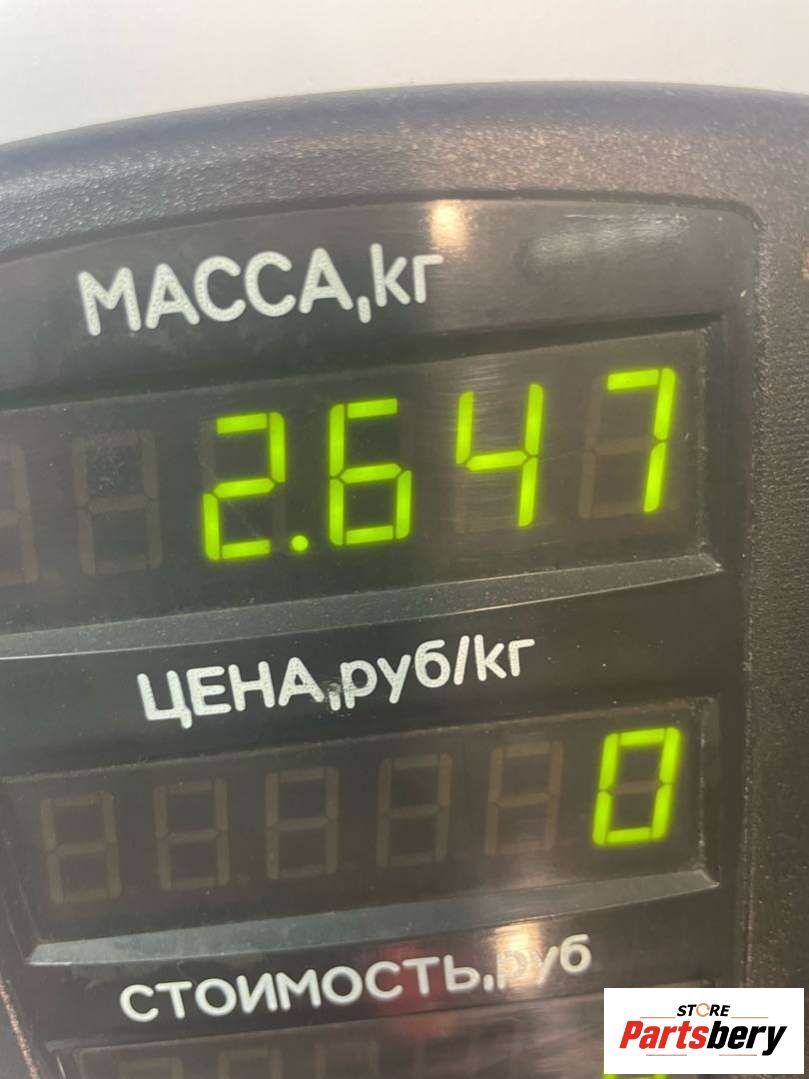 МАССА,кг
2.647
ЦЕНА,руб/кг
0
СТОИМОСТЬ,руб
STORE
Partsbery